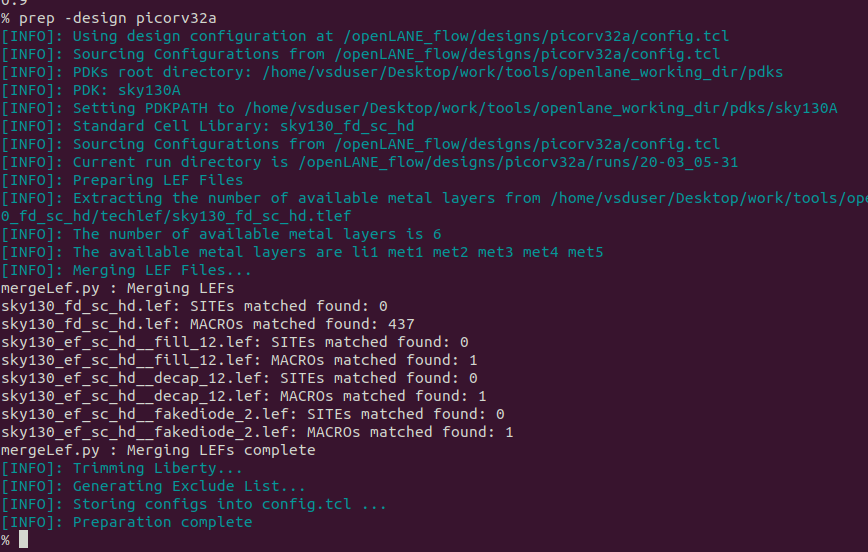 0.9
% prep -design picorv32a
[INFO]: Using design configuration at /openLANE_flow/designs/picorv32a/config.tcl
[INFO]: Sourcing Configurations from /openLANE_flow/designs/picorv32a/config.tcl
[INFO]: PDKs root directory: /home/vsduser/Desktop/work/tools/openlane_working_dir/pdks
[INFO]: PDK: sky130A
[INFO]: Setting PDKPATH to /home/vsduser/Desktop/work/tools/openlane_working_dir/pdks/sky130A
[INFO]: Standard Cell Library: sky130_fd_sc_hd
[INFO]: Sourcing Configurations from /openLANE_flow/designs/picorv32a/config.tcl
[INFO]: Current run directory is /openLANE_flow/designs/picorv32a/runs/20-03_05-31
[INFO]: Preparing LEF Files
[INFO]: Extracting the number of available metal layers from /home/vsduser/Desktop/work/tools/ope
0_fd_sc_hd/techlef/sky130_fd_sc_hd.tlef
[INFO]: The number of available metal layers is 6
[INFO]: The available metal layers are li1 met1 met2 met3 met4 met5
[INFO]: Merging LEF Files...
mergeLef.py : Merging LEFs
sky130_fd_sc_hd.lef: SITEs matched found: 0
sky130_fd_sc_hd.lef: MACROs matched found: 437
sky130_ef_sc_hd__fill_12.lef: SITEs matched found: 0
sky130_ef_sc_hd__fill_12.lef: MACROs matched found: 1
sky130_ef_sc_hd__decap_12.lef: SITEs matched found: 0
sky130_ef_sc_hd__decap_12.lef: MACROs matched found: 1
sky130_ef_sc_hd__fakediode_2.lef: SITEs matched found: 0
sky130_ef_sc_hd__fakediode_2.lef: MACROs matched found: 1
mergeLef.py : Merging LEFs complete
[INFO]: Trimming Liberty...
[INFO]: Generating Exclude List...
[INFO]: Storing configs into config.tcl ...
[INFO]: Preparation complete
%